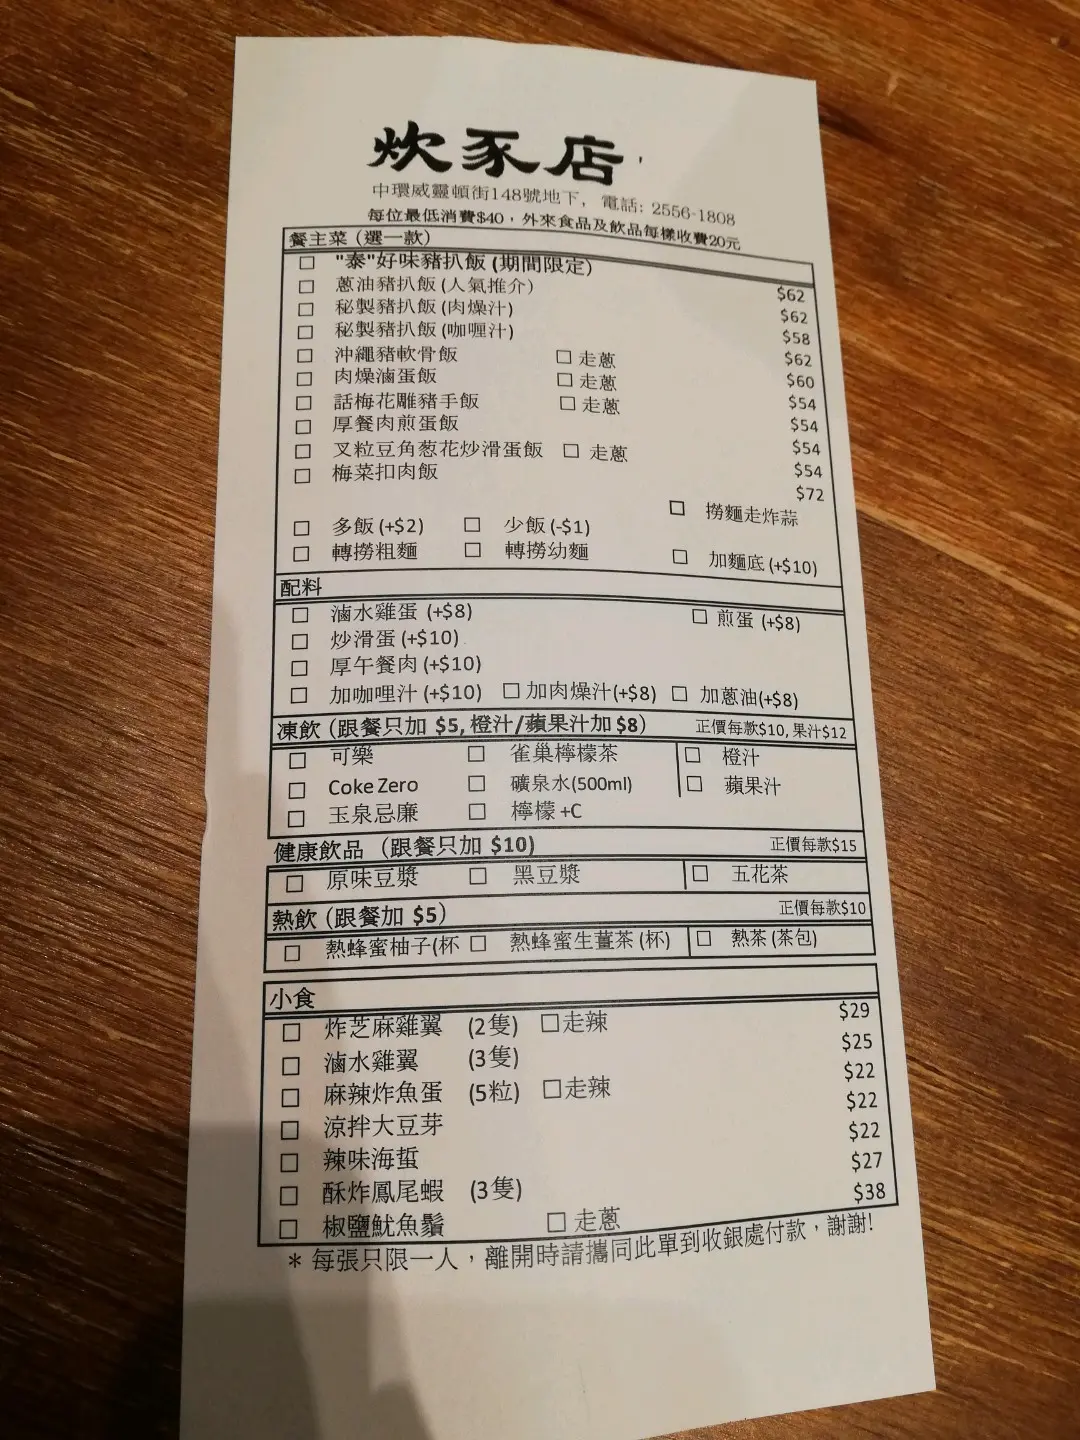 炊豕店
中環威靈頓街148號地下, 電話: 2556-1808
每位最低消費$40,外來食品及飲品每樣收費20元
餐主菜 (選一款)
□ "泰"好味豬扒飯 (期間限定) $62
□ 蔥油豬扒飯 (人氣推介) $62
□ 秘製豬扒飯 (肉燥汁) $58
□ 秘製豬扒飯 (咖喱汁) $62
□ 沖繩豬軟骨飯 □ 走蔥 $60
□ 肉燥滷蛋飯 □ 走蔥 $54
□ 話梅花雕豬手飯 □ 走蔥 $54
□ 厚餐肉煎蛋飯 $54
□ 叉粒豆角葱花炒滑蛋飯 □ 走蔥 $54
□ 梅菜扣肉飯 $72
□ 撈麵走炸蒜
□ 多飯 (+$2) □ 少飯 (-$1)
□ 轉撈粗麵 □ 轉撈幼麵 □ 加麵底 (+$10)
配料
□ 滷水雞蛋 (+$8) □ 煎蛋 (+$8)
□ 炒滑蛋 (+$10)
□ 厚午餐肉 (+$10)
□ 加咖哩汁 (+$10) □ 加肉燥汁(+$8) □ 加蔥油(+$8)
凍飲 (跟餐只加 $5, 橙汁/蘋果汁加 $8) 正價每款$10, 果汁$12
□ 可樂 □ 雀巢檸檬茶 □ 橙汁
□ Coke Zero □ 礦泉水(500ml) □ 蘋果汁
□ 玉泉忌廉 □ 檸檬 +C
健康飲品 (跟餐只加 $10) 正價每款$15
□ 原味豆漿 □ 黑豆漿 □ 五花茶
熱飲 (跟餐加 $5) 正價每款$10
□ 熱蜂蜜柚子(杯 □ 熱蜂蜜生薑茶 (杯) □ 熱茶 (茶包)
小食
□ 炸芝麻雞翼 (2隻) □走辣 $29
□ 滷水雞翼 (3隻) $25
□ 麻辣炸魚蛋 (5粒) □走辣 $22
□ 涼拌大豆芽 $22
□ 辣味海蜇 $22
□ 酥炸鳳尾蝦 (3隻) $27
□ 椒鹽魷魚鬚 □ 走蔥 $38
* 每張只限一人,離開時請攜同此單到收銀處付款,謝謝!